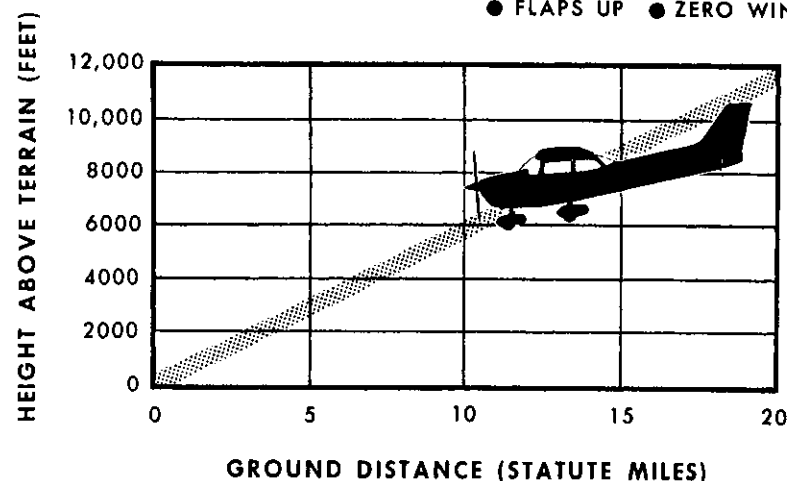 ● FLAPS UP ● ZERO
HEIGHT ABOVE TERRAIN (FEET)
12,000
10,000
8000
6000
4000
2000
0
0 5 10 15 20
GROUND DISTANCE (STATUTE MILES)